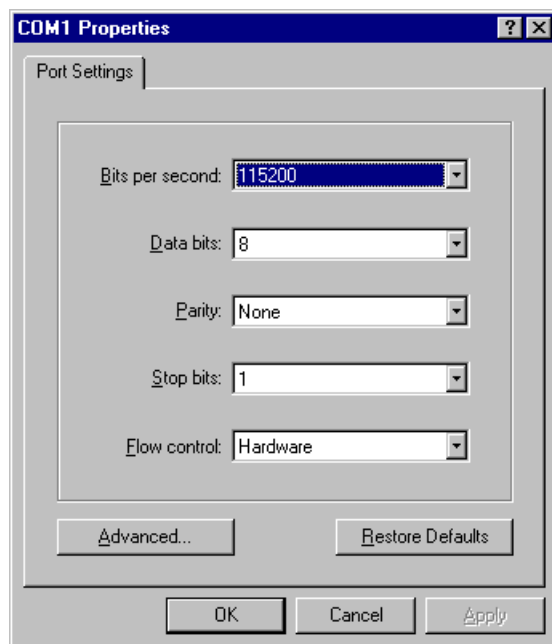 COM1 Properties
Port Settings
Bits per second: 115200
Data bits: 8
Parity: None
Stop bits: 1
Flow control: Hardware
Advanced... Restore Defaults
OK Cancel Apply